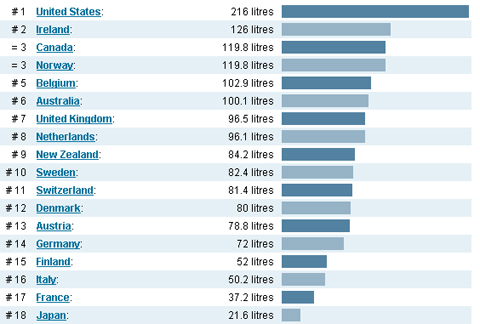 # 1 United States: 216 litres
# 2 Ireland: 126 litres
= 3 Canada: 119.8 litres
= 3 Norway: 119.8 litres
# 5 Belgium: 102.9 litres
# 6 Australia: 100.1 litres
# 7 United Kingdom: 96.5 litres
# 8 Netherlands: 96.1 litres
# 9 New Zealand: 84.2 litres
# 10 Sweden: 82.4 litres
# 11 Switzerland: 81.4 litres
# 12 Denmark: 80 litres
# 13 Austria: 78.8 litres
# 14 Germany: 72 litres
# 15 Finland: 52 litres
# 16 Italy: 50.2 litres
# 17 France: 37.2 litres
# 18 Japan: 21.6 litres